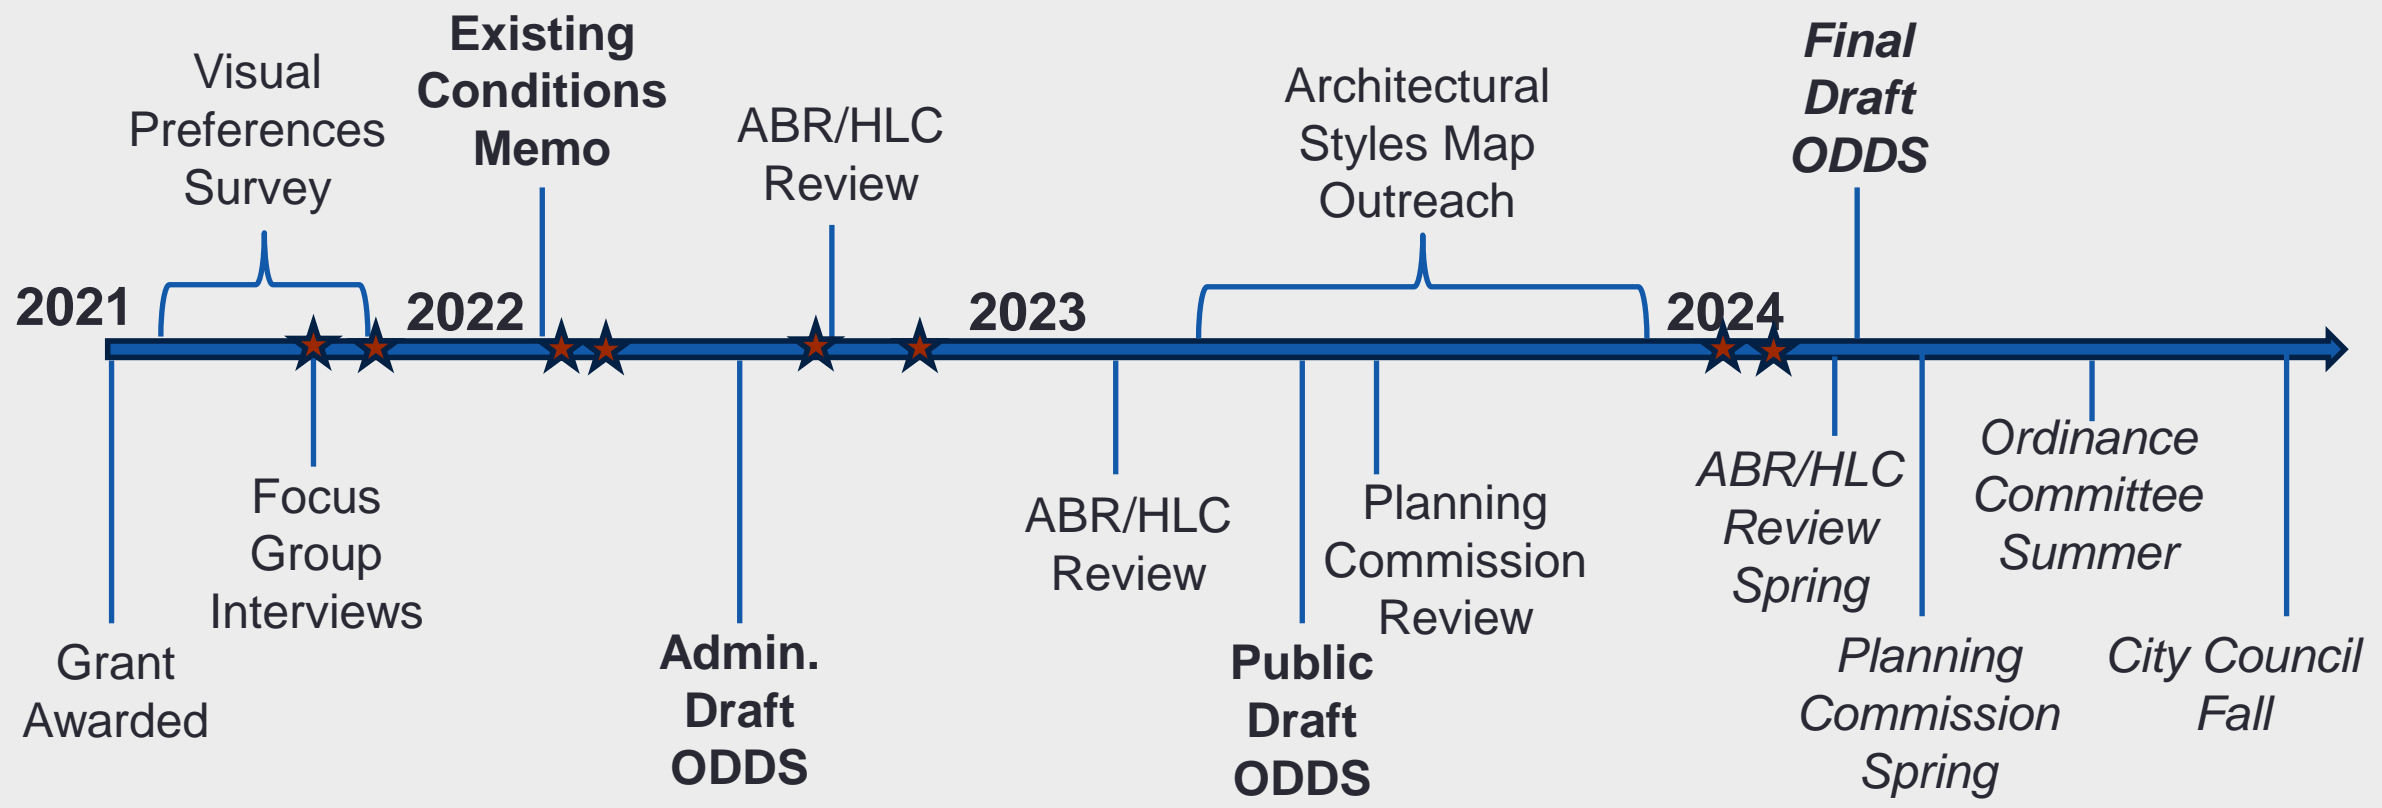 Visual
Preferences
Survey
Existing
Conditions
Memo
ABR/HLC
Review
Architectural
Styles Map
Outreach
Final
Draft
ODDS
2021
2022
2023
2024
Grant
Awarded
Focus
Group
Interviews
Admin.
Draft
ODDS
ABR/HLC
Review
Public
Draft
ODDS
Planning
Commission
Review
ABR/HLC
Review
Spring
Planning
Commission
Spring
Ordinance
Committee
Summer
City Council
Fall